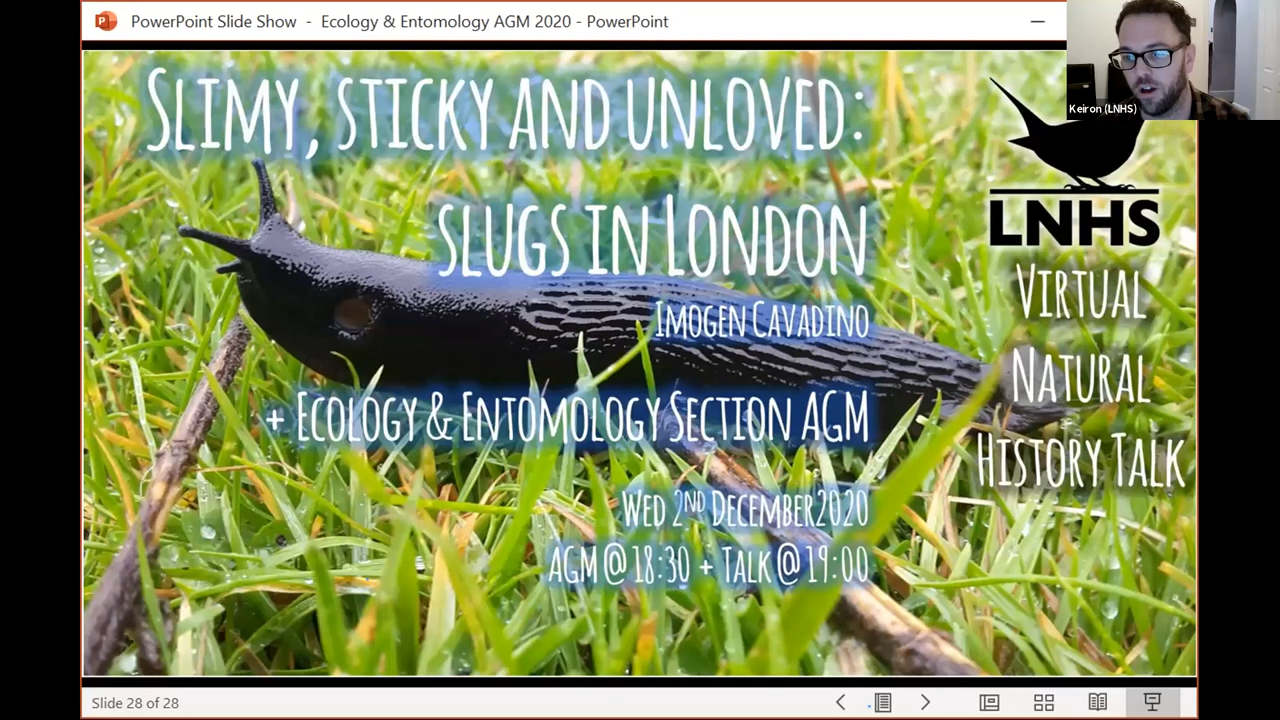 PowerPoint Slide Show - Ecology & Entomology AGM 2020 - PowerPoint
Keiron (LNHS)
SLIMY, STICKY AND UNLOVED:
SLUGS IN LONDON
IMOGEN CAVADINO
+ ECOLOGY & ENTOMOLOGY SECTION AGM
WED 2ND DECEMBER2020
AGM@18:30 + TALK@19:00
LNHS
VIRTUAL
NATURAL
HISTORY TALK
Slide 28 of 28